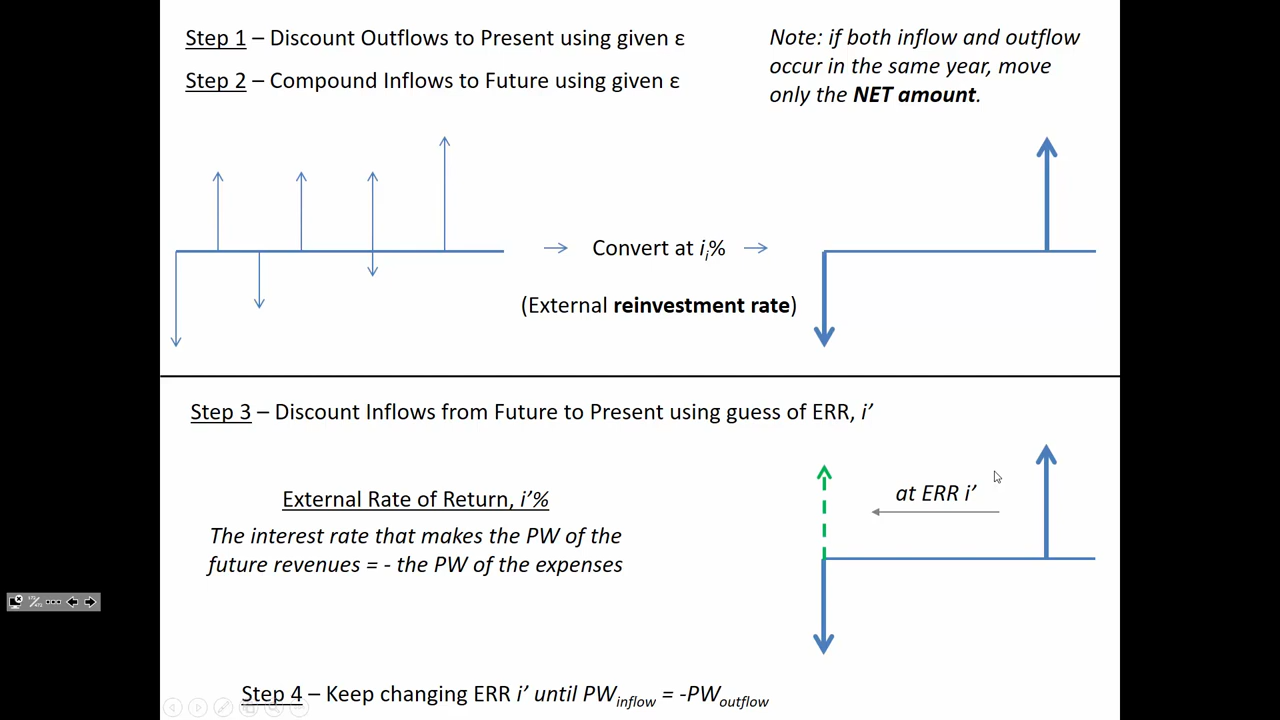 Step 1 – Discount Outflows to Present using given ε
Step 2 – Compound Inflows to Future using given ε
Note: if both inflow and outflow
occur in the same year, move
only the NET amount.
Convert at iᵢ%
(External reinvestment rate)
Step 3 – Discount Inflows from Future to Present using guess of ERR, i’
External Rate of Return, i’%
The interest rate that makes the PW of the
future revenues = - the PW of the expenses
at ERR i’
Step 4 – Keep changing ERR i’ until PWinflow = -PWoutflow